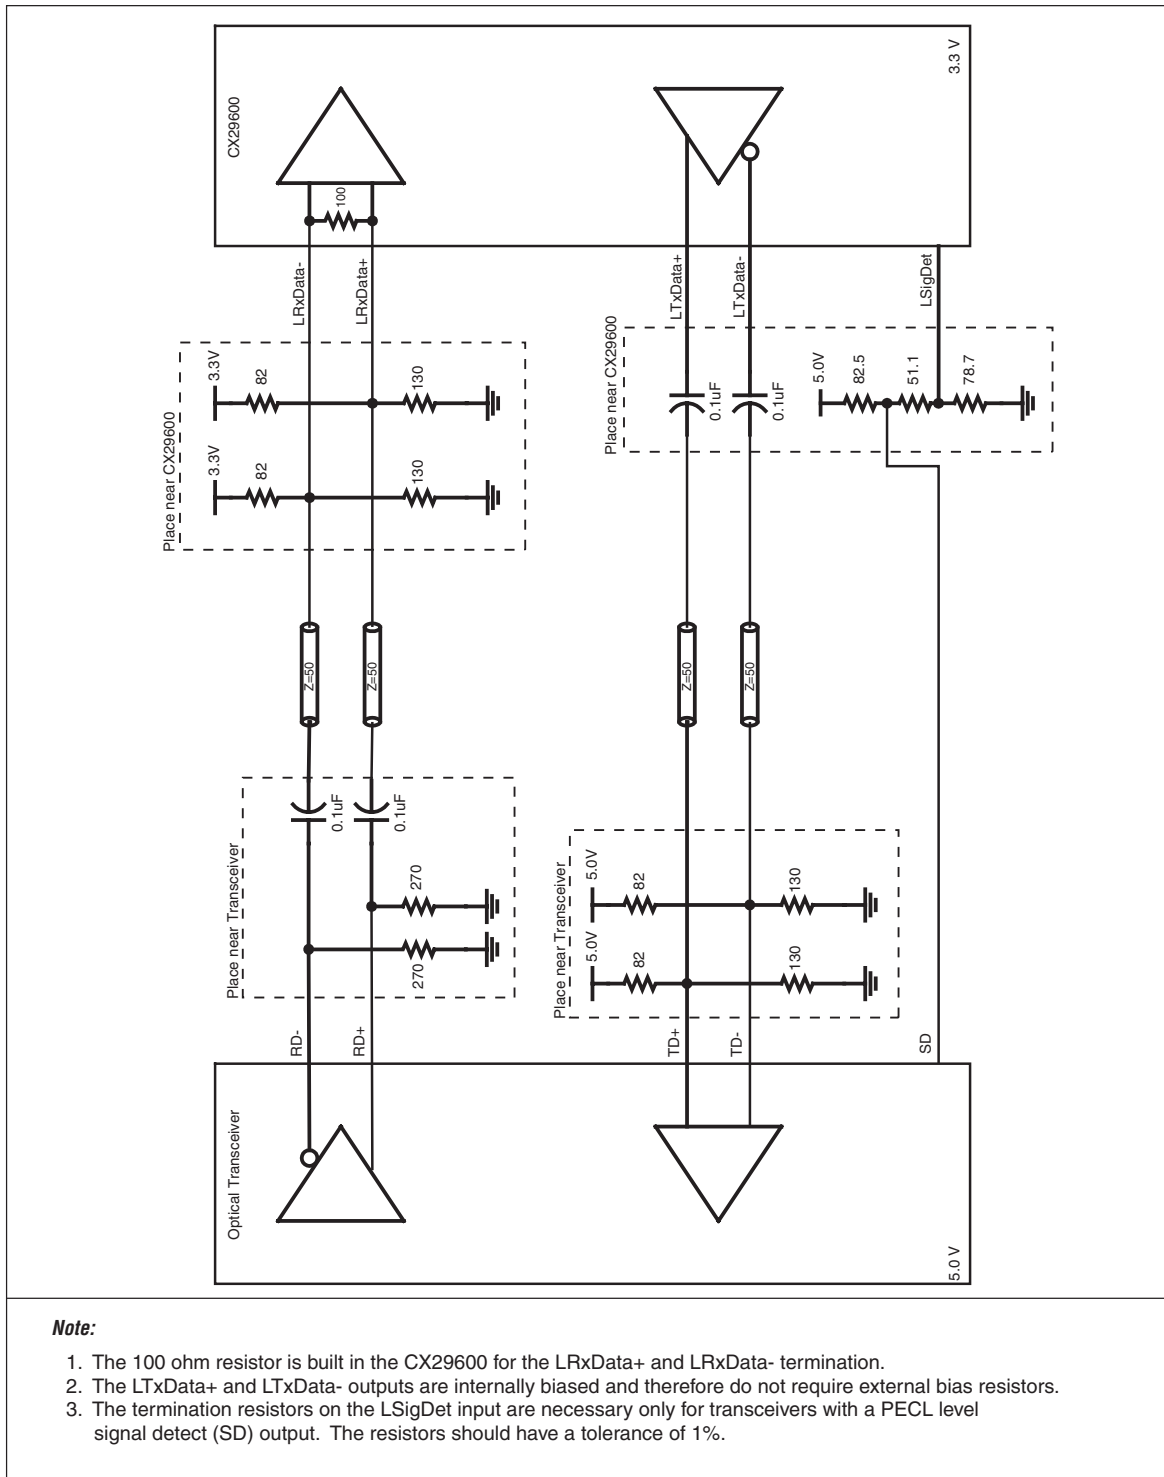 CX29600
3.3 V
100
LRxData-
LRxData+
LTxData+
LTxData-
LSigDet
Place near CX29600
3.3V
82
130
3.3V
82
130
Place near CX29600
0.1uF
0.1uF
5.0V
82.5
51.1
78.7
Z=50
Z=50
Z=50
Z=50
Place near Transceiver
0.1uF
0.1uF
270
270
Place near Transceiver
5.0V
82
130
5.0V
82
130
RD-
RD+
TD+
TD-
SD
Optical Transceiver
5.0 V
Note:
1. The 100 ohm resistor is built in the CX29600 for the LRxData+ and LRxData- termination.
2. The LTxData+ and LTxData- outputs are internally biased and therefore do not require external bias resistors.
3. The termination resistors on the LSigDet input are necessary only for transceivers with a PECL level
signal detect (SD) output. The resistors should have a tolerance of 1%.